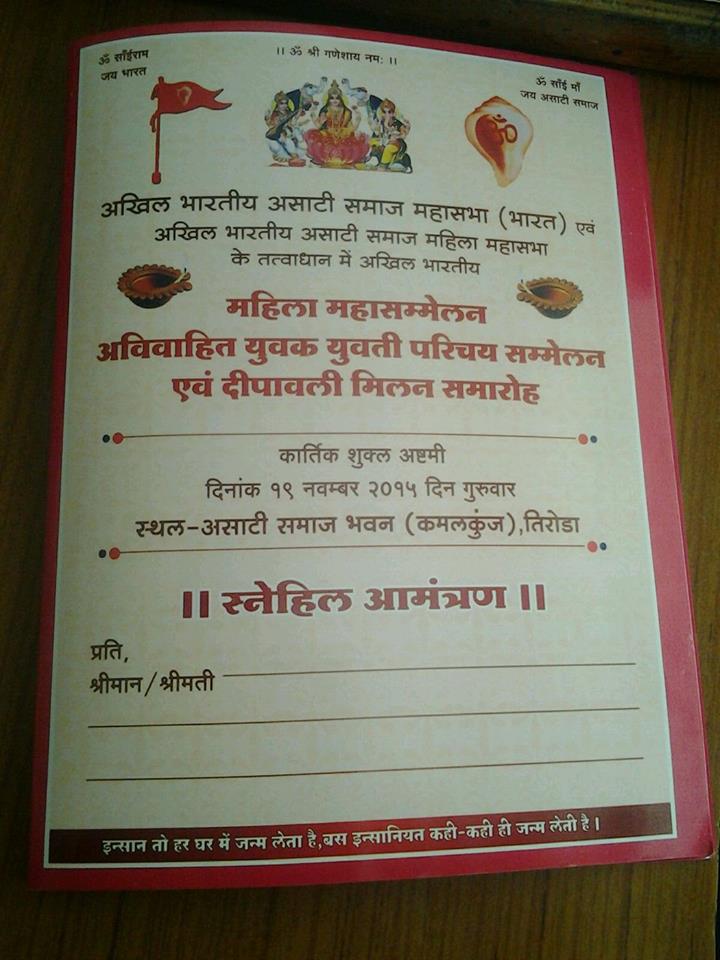 ॐ साँईराम
जय भारत
।। ॐ श्री गणेशाय नमः ।।
ॐ साँई माँ
जय असाटी समाज
अखिल भारतीय असाटी समाज महासभा (भारत) एवं
अखिल भारतीय असाटी समाज महिला महासभा
के तत्वाधान में अखिल भारतीय
महिला महासम्मेलन
अविवाहित युवक युवती परिचय सम्मेलन
एवं दीपावली मिलन समारोह
कार्तिक शुक्ल अष्टमी
दिनांक १९ नवम्बर २०१५ दिन गुरुवार
स्थल-असाटी समाज भवन (कमलकुंज),तिरोडा
।। स्नेहिल आमंत्रण ।।
प्रति,
श्रीमान/श्रीमती
इन्सान तो हर घर में जन्म लेता है,बस इन्सानियत कही-कही ही जन्म लेती है ।